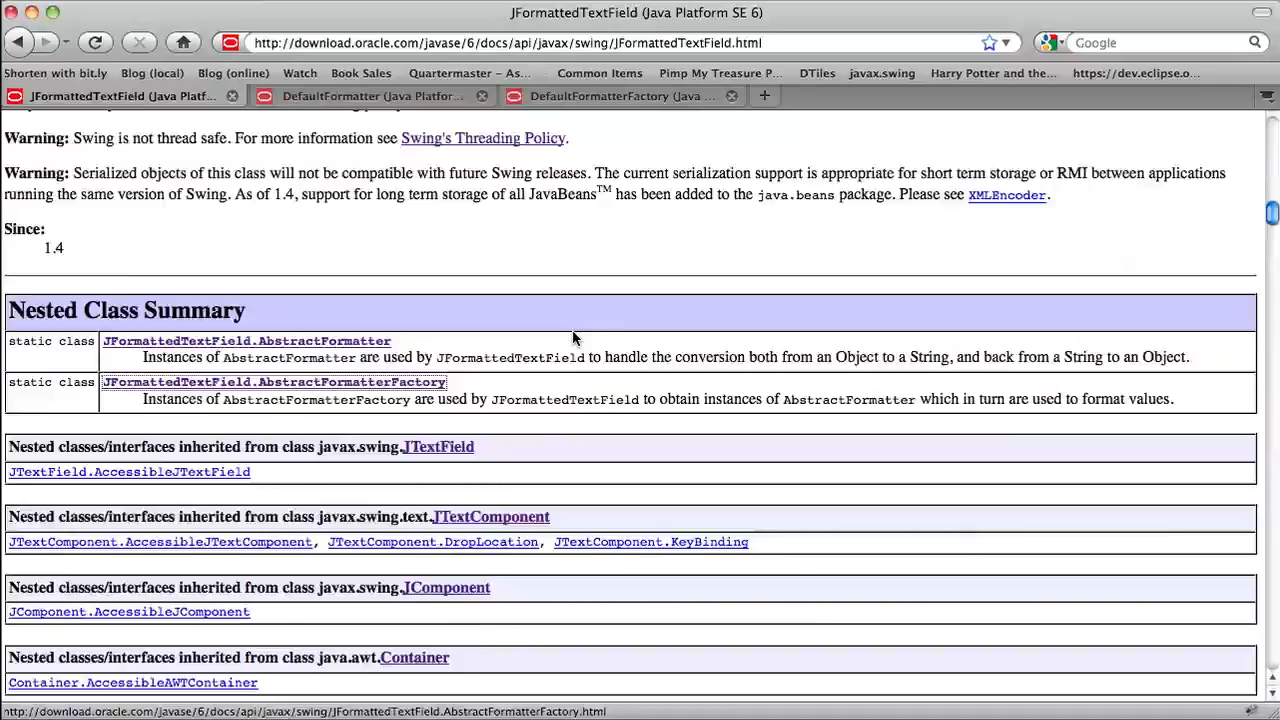 JFormattedTextField (Java Platform SE 6)
http://download.oracle.com/javase/6/docs/api/javax/swing/JFormattedTextField.html
Google
Shorten with bit.ly Blog (local) Blog (online) Watch Book Sales Quartermaster - As... Common Items Pimp My Treasure P... DTiles javax.swing Harry Potter and the... https://dev.eclipse.o...
JFormattedTextField (Java Platf... DefaultFormatter (Java Platfor... DefaultFormatterFactory (Java ...
Warning: Swing is not thread safe. For more information see Swing's Threading Policy.
Warning: Serialized objects of this class will not be compatible with future Swing releases. The current serialization support is appropriate for short term storage or RMI between applications
running the same version of Swing. As of 1.4, support for long term storage of all JavaBeans™ has been added to the java.beans package. Please see XMLEncoder.
Since:
1.4
Nested Class Summary
static class JFormattedTextField.AbstractFormatter
Instances of AbstractFormatter are used by JFormattedTextField to handle the conversion both from an Object to a String, and back from a String to an Object.
static class JFormattedTextField.AbstractFormatterFactory
Instances of AbstractFormatterFactory are used by JFormattedTextField to obtain instances of AbstractFormatter which in turn are used to format values.
Nested classes/interfaces inherited from class javax.swing.JTextField
JTextField.AccessibleJTextField
Nested classes/interfaces inherited from class javax.swing.text.JTextComponent
JTextComponent.AccessibleJTextComponent, JTextComponent.DropLocation, JTextComponent.KeyBinding
Nested classes/interfaces inherited from class javax.swing.JComponent
JComponent.AccessibleJComponent
Nested classes/interfaces inherited from class java.awt.Container
Container.AccessibleAWTContainer
http://download.oracle.com/javase/6/docs/api/javax/swing/JFormattedTextField.AbstractFormatterFactory.html